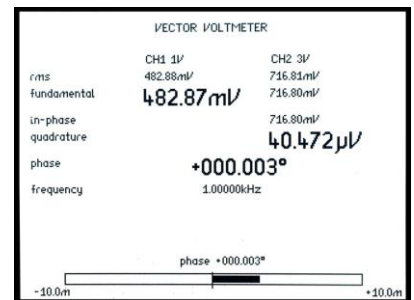 VECTOR VOLTMETER
CH1 1V CH2 3V
rms 482.88mV 716.81mV
fundamental 482.87mV 716.80mV
in-phase 716.80mV
quadrature 40.472µV
phase +000.003°
frequency 1.00000kHz
phase +000.003°
-10.0m +10.0m